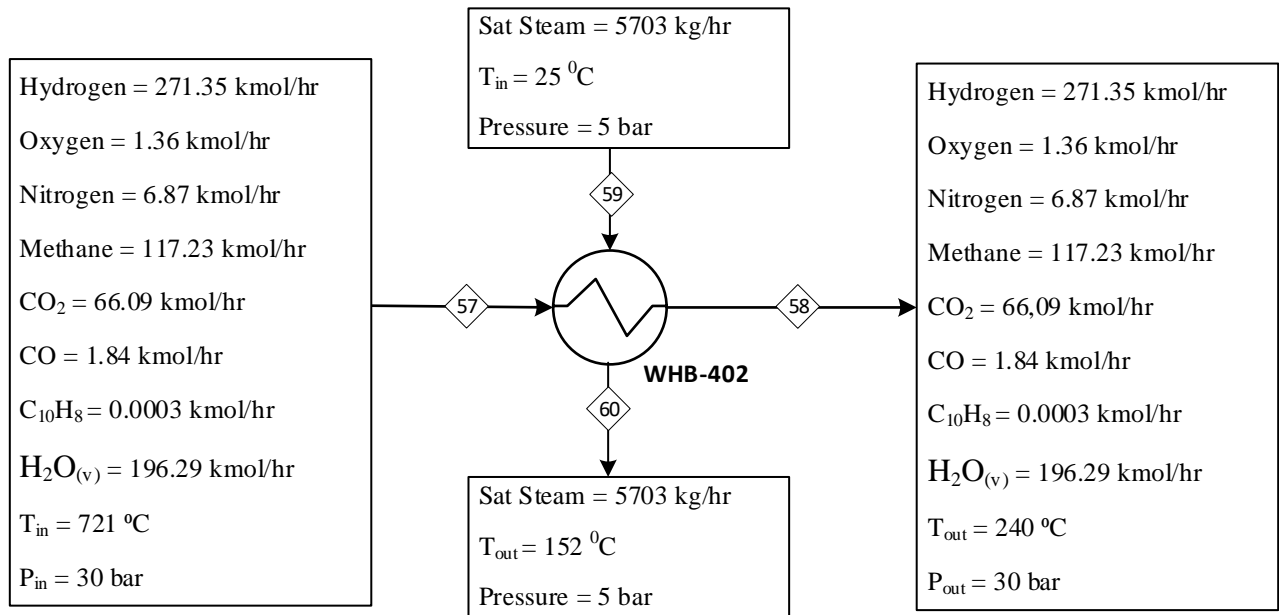 Sat Steam = 5703 kg/hr
T_in = 25 ⁰C
Pressure = 5 bar
Hydrogen = 271.35 kmol/hr
Oxygen = 1.36 kmol/hr
Nitrogen = 6.87 kmol/hr
Methane = 117.23 kmol/hr
CO₂ = 66.09 kmol/hr
CO = 1.84 kmol/hr
C₁₀H₈ = 0.0003 kmol/hr
H₂O₍ᵥ₎ = 196.29 kmol/hr
T_in = 721 ⁰C
P_in = 30 bar
59
57
58
WHB-402
60
Hydrogen = 271.35 kmol/hr
Oxygen = 1.36 kmol/hr
Nitrogen = 6.87 kmol/hr
Methane = 117.23 kmol/hr
CO₂ = 66,09 kmol/hr
CO = 1.84 kmol/hr
C₁₀H₈ = 0.0003 kmol/hr
H₂O₍ᵥ₎ = 196.29 kmol/hr
T_out = 240 ⁰C
P_out = 30 bar
Sat Steam = 5703 kg/hr
T_out = 152 ⁰C
Pressure = 5 bar